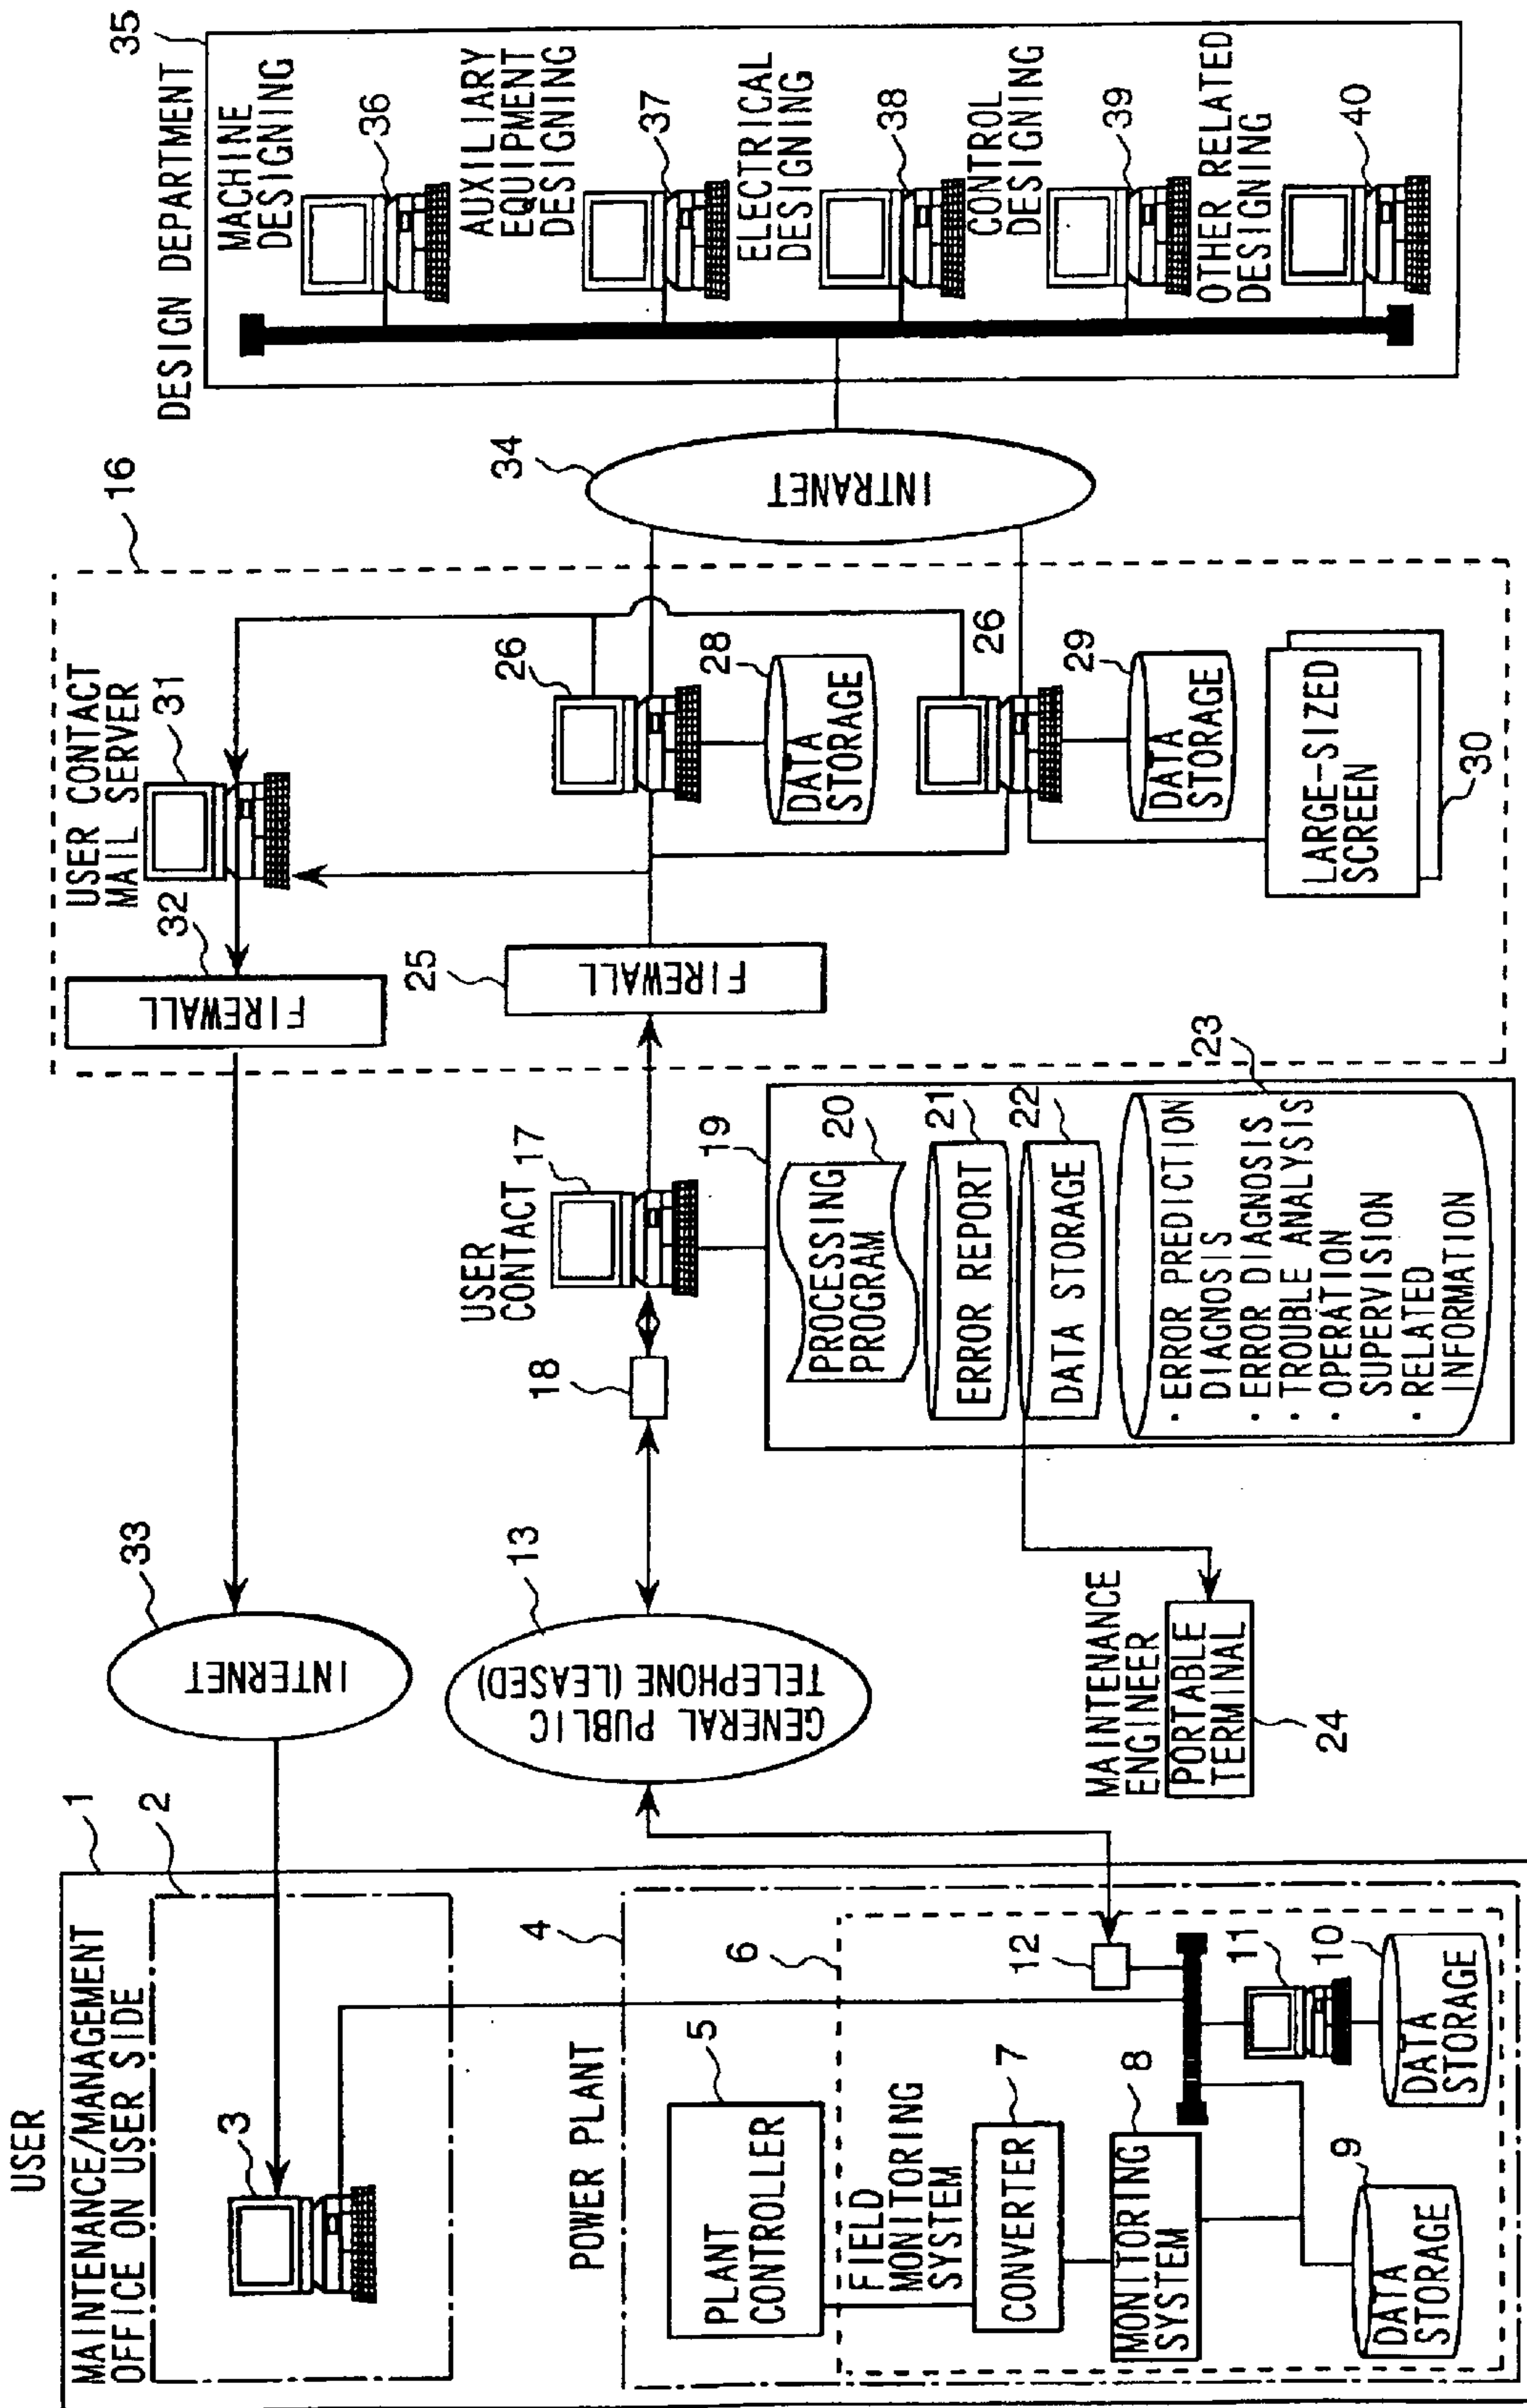 USER
1
MAINTENANCE/MANAGEMENT
OFFICE ON USER SIDE
2
3
POWER PLANT
4
PLANT
CONTROLLER
5
FIELD
MONITORING
SYSTEM
6
CONVERTER
7
MONITORING
SYSTEM
8
DATA
STORAGE
9
DATA
STORAGE
10
11
12
INTERNET
33
GENERAL PUBLIC
TELEPHONE (LEASED)
13
MAINTENANCE
ENGINEER
PORTABLE
TERMINAL
24
18
USER
CONTACT
17
19
PROCESSING
PROGRAM
20
ERROR REPORT
21
DATA STORAGE
22
· ERROR PREDICTION
DIAGNOSIS
· ERROR DIAGNOSIS
· TROUBLE ANALYSIS
· OPERATION
SUPERVISION
· RELATED
INFORMATION
23
16
USER CONTACT
MAIL SERVER
31
FIREWALL
32
FIREWALL
25
26
DATA
STORAGE
28
26
DATA
STORAGE
29
LARGE-SIZED
SCREEN
30
INTRANET
34
DESIGN DEPARTMENT
35
MACHINE
DESIGNING
36
AUXILIARY
EQUIPMENT
DESIGNING
37
ELECTRICAL
DESIGNING
38
CONTROL
DESIGNING
39
OTHER RELATED
DESIGNING
40